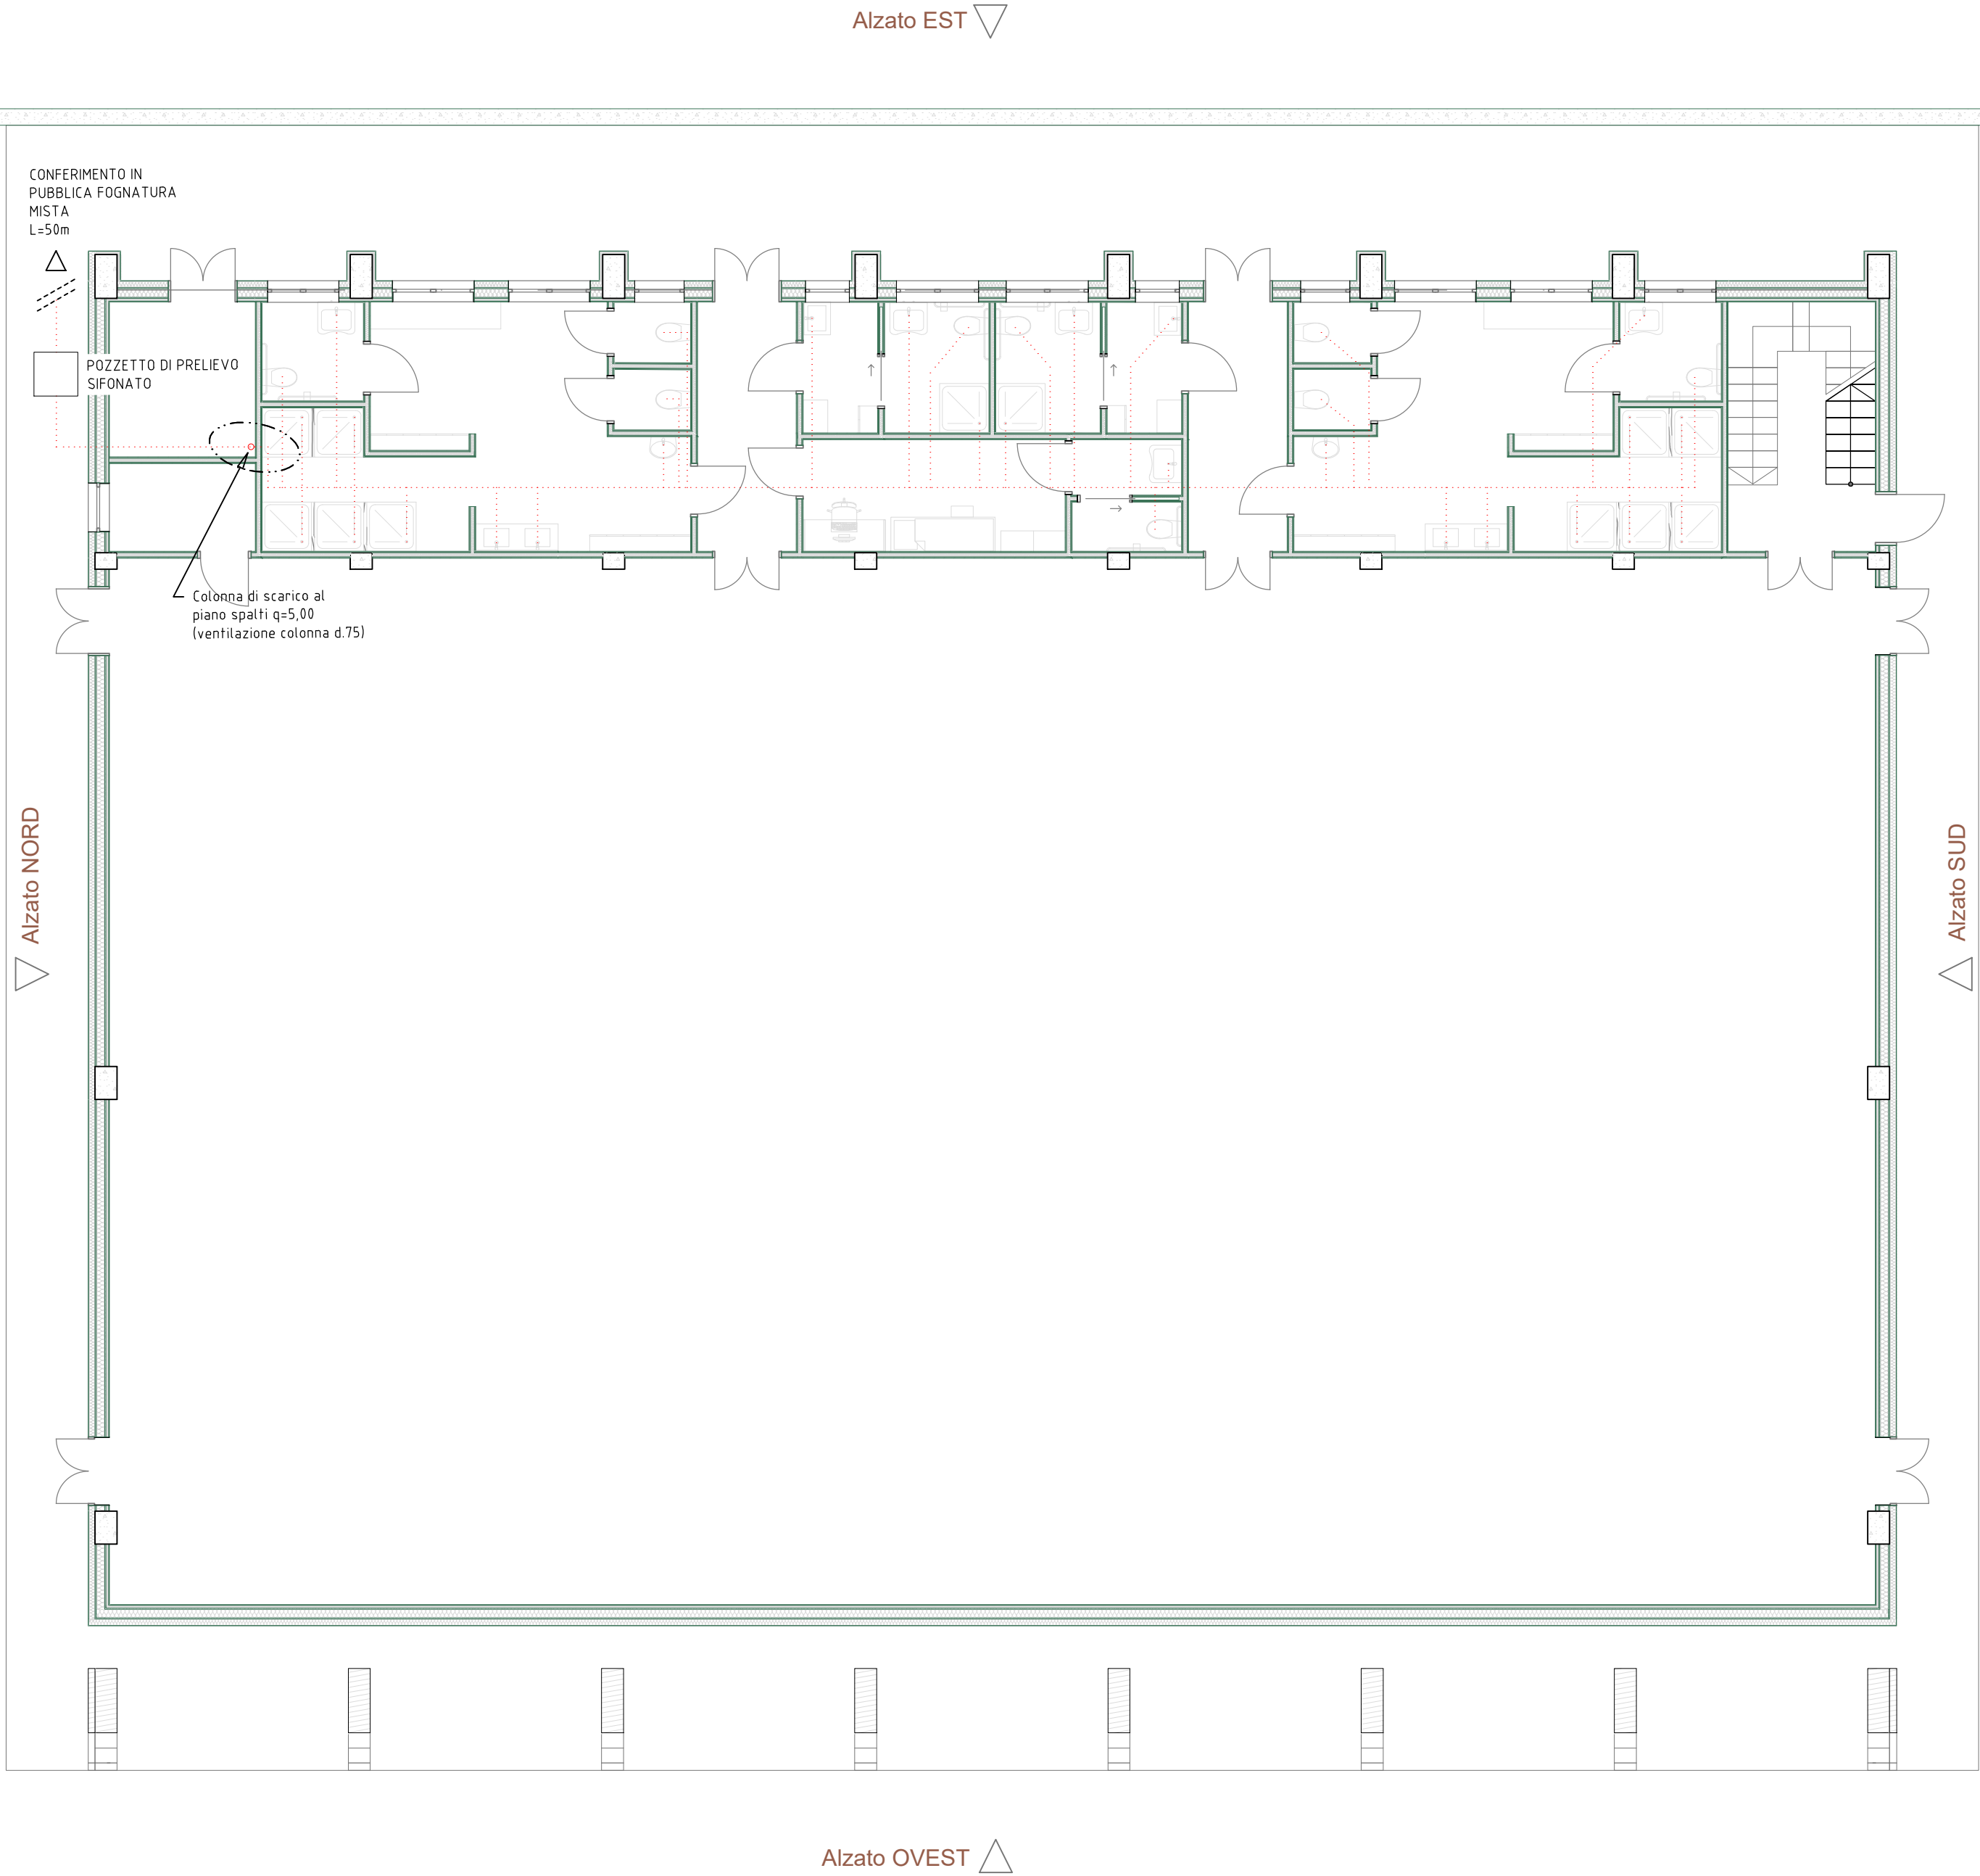 Alzato EST
CONFERIMENTO IN
PUBBLICA FOGNATURA
MISTA
L=50m
POZZETTO DI PRELIEVO
SIFONATO
Colonna di scarico al
piano spalti q=5,00
(ventilazione colonna d.75)
Alzato NORD
Alzato SUD
Alzato OVEST